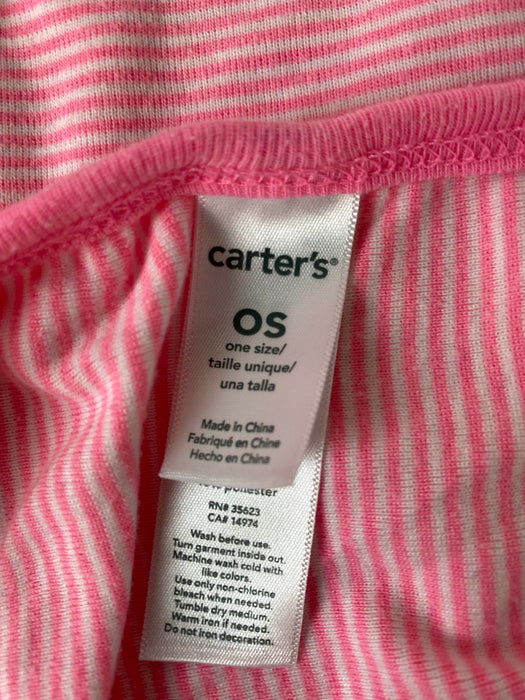 carter's®
OS
one size/
taille unique/
una talla
Made in China
Fabriqué en Chine
Hecho en China
polyester
RN# 35623
CA# 14974
Wash before use.
Turn garment inside out.
Machine wash cold with
like colors.
Use only non-chlorine
bleach when needed.
Tumble dry medium.
Warm iron if needed.
Do not iron decoration.